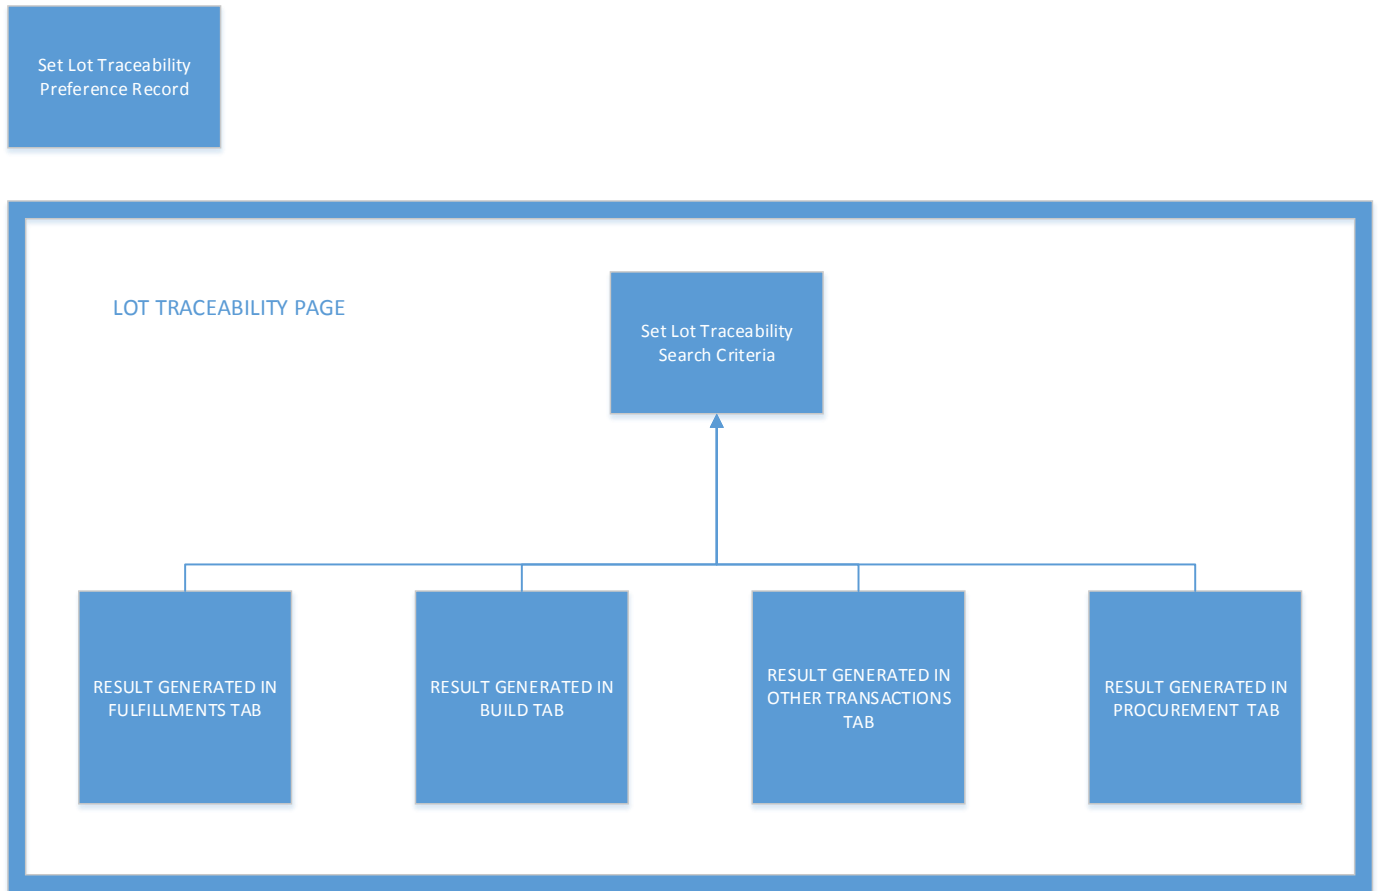 Set Lot Traceability
Preference Record
LOT TRACEABILITY PAGE
Set Lot Traceability
Search Criteria
RESULT GENERATED IN
FULFILLMENTS TAB
RESULT GENERATED IN
BUILD TAB
RESULT GENERATED IN
OTHER TRANSACTIONS
TAB
RESULT GENERATED IN
PROCUREMENT TAB